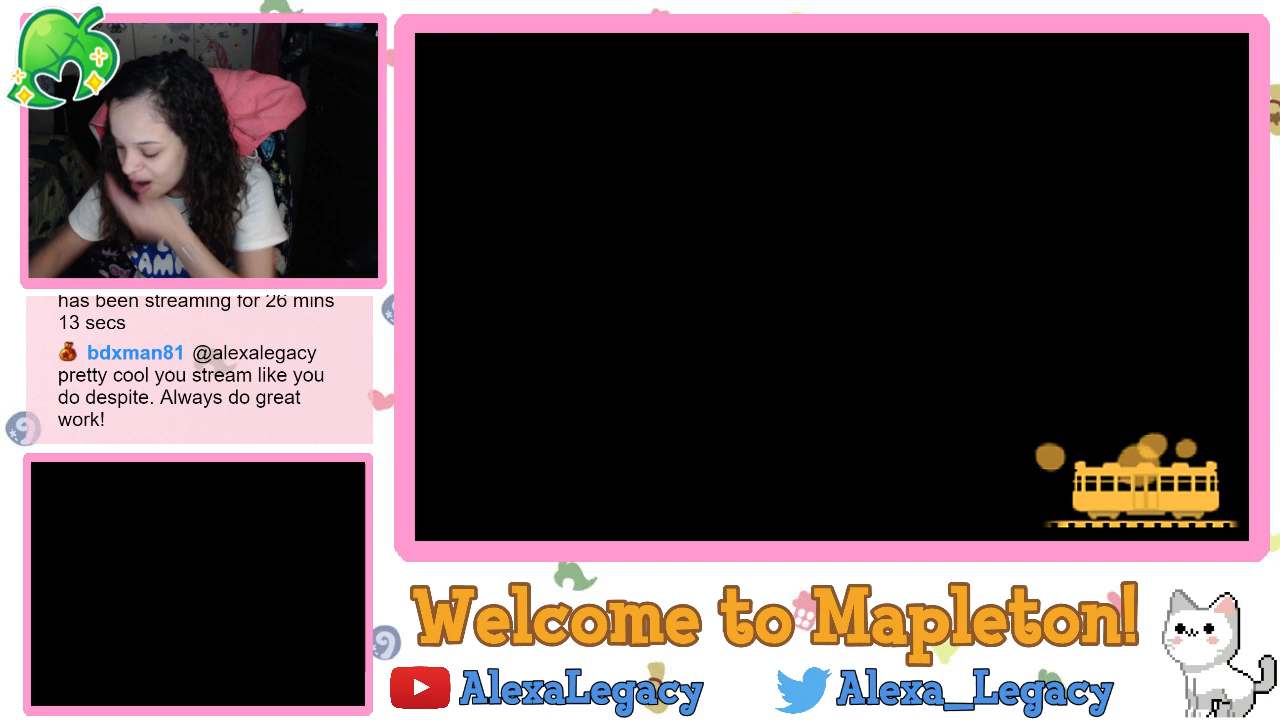 has been streaming for 26 mins
13 secs
bdxman81 @alexalegacy
pretty cool you stream like you
do despite. Always do great
work!
Welcome to Mapleton!
AlexaLegacy
Alexa_Legacy